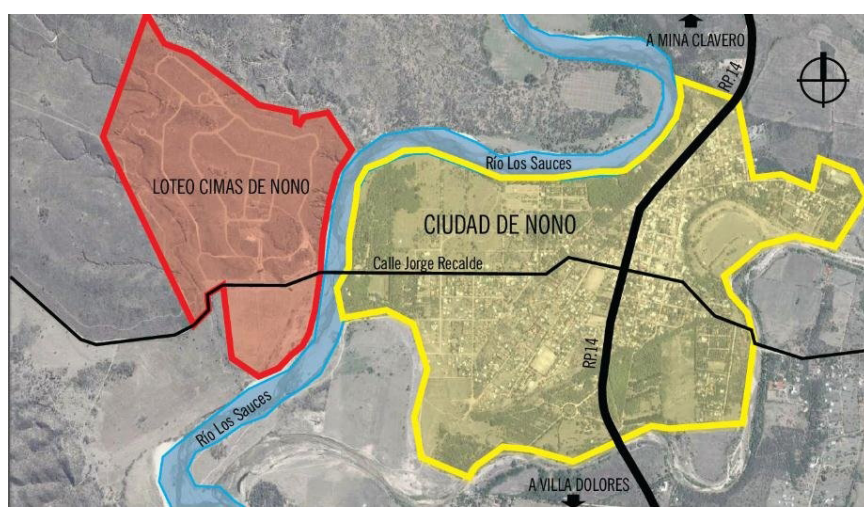 A MINA CLAVERO
RP.14
Río Los Sauces
LOTEO CIMAS DE NONO
CIUDAD DE NONO
Calle Jorge Recalde
RP.14
Río Los Sauces
A VILLA DOLORES